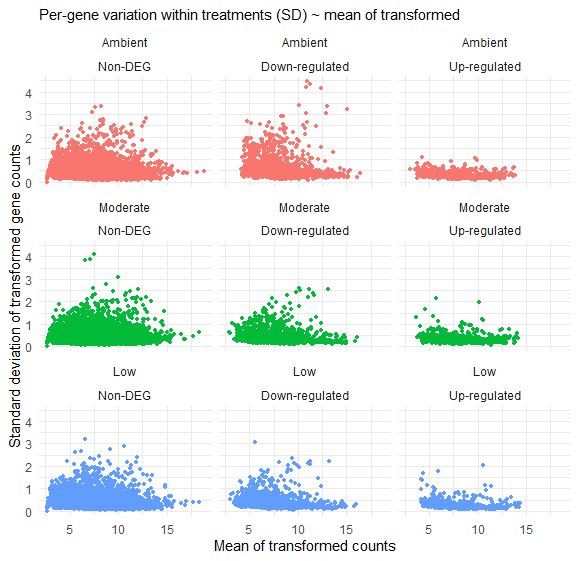 Per-gene variation within treatments (SD) ~ mean of transformed
Ambient Ambient Ambient
Non-DEG Down-regulated Up-regulated
4
3
2
1
0
Moderate Moderate Moderate
Non-DEG Down-regulated Up-regulated
4
3
2
1
0
Low Low Low
Non-DEG Down-regulated Up-regulated
4
3
2
1
0
5 10 15 5 10 15 5 10 15
Mean of transformed counts
Standard deviation of transformed gene counts